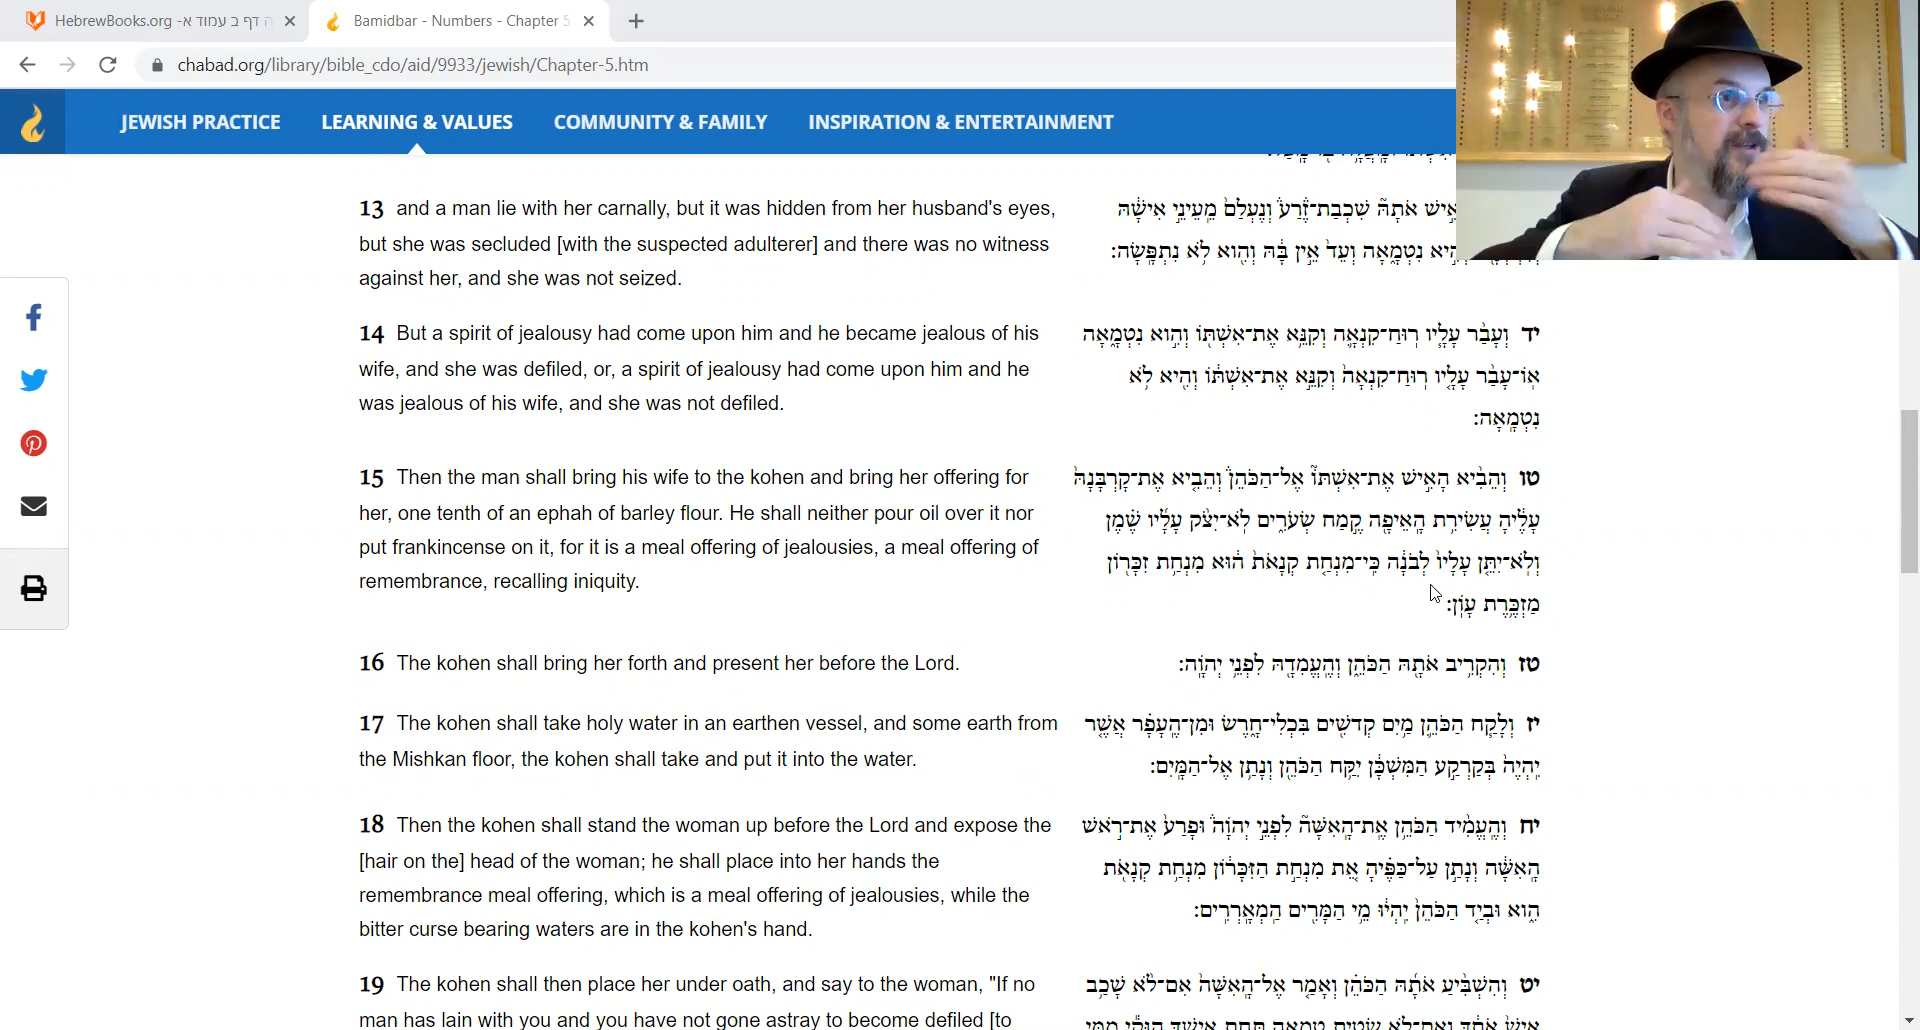 HebrewBooks.org -ה דף ב עמוד א
Bamidbar - Numbers - Chapter 5
chabad.org/library/bible_cdo/aid/9933/jewish/Chapter-5.htm
JEWISH PRACTICE
LEARNING & VALUES
COMMUNITY & FAMILY
INSPIRATION & ENTERTAINMENT
13 and a man lie with her carnally, but it was hidden from her husband's eyes,
but she was secluded [with the suspected adulterer] and there was no witness
against her, and she was not seized.
אִ֣ישׁ אֹתָהּ֘ שִׁכְבַת־זֶ֒רַע֒ וְנֶעְלַם֙ מֵֽעֵינֵ֣י אִישָׁ֔הּ
הִ֣יא נִטְמָ֑אָה וְעֵד֙ אֵ֣ין בָּ֔הּ וְהִ֖וא לֹ֥א נִתְפָּֽשָׂה:
14 But a spirit of jealousy had come upon him and he became jealous of his
wife, and she was defiled, or, a spirit of jealousy had come upon him and he
was jealous of his wife, and she was not defiled.
יד וְעָבַ֨ר עָלָ֧יו רֽוּחַ־קִנְאָ֛ה וְקִנֵּ֥א אֶת־אִשְׁתּ֖וֹ וְהִ֣וא נִטְמָ֑אָה
אֽוֹ־עָבַ֨ר עָלָ֤יו רֽוּחַ־קִנְאָה֙ וְקִנֵּ֣א אֶת־אִשְׁתּ֔וֹ וְהִ֖יא לֹ֥א
נִטְמָֽאָה:
15 Then the man shall bring his wife to the kohen and bring her offering for
her, one tenth of an ephah of barley flour. He shall neither pour oil over it nor
put frankincense on it, for it is a meal offering of jealousies, a meal offering of
remembrance, recalling iniquity.
טו וְהֵבִ֨יא הָאִ֣ישׁ אֶת־אִשְׁתּוֹ֘ אֶל־הַכֹּהֵן֒ וְהֵבִ֤יא אֶת־קָרְבָּנָהּ֙
עָלֶ֔יהָ עֲשִׂירִ֥ת הָֽאֵיפָ֖ה קֶ֣מַח שְׂעֹרִ֑ים לֹֽא־יִצֹ֨ק עָלָ֜יו שֶׁ֗מֶן
וְלֹֽא־יִתֵּ֤ן עָלָיו֙ לְבֹנָ֔ה כִּֽי־מִנְחַ֤ת קְנָאֹת֙ ה֔וּא מִנְחַ֥ת זִכָּר֖וֹן
מַזְכֶּ֥רֶת עָוֹֽן:
16 The kohen shall bring her forth and present her before the Lord.
טז וְהִקְרִ֥יב אֹתָ֖הּ הַכֹּהֵ֑ן וְהֶֽעֱמִדָ֖הּ לִפְנֵ֥י יְהֹוָֽה:
17 The kohen shall take holy water in an earthen vessel, and some earth from
the Mishkan floor, the kohen shall take and put it into the water.
יז וְלָקַ֧ח הַכֹּהֵ֛ן מַ֥יִם קְדשִׁ֖ים בִּכְלִי־חָ֑רֶשׂ וּמִן־הֶֽעָפָ֗ר אֲשֶׁ֤ר
יִֽהְיֶה֙ בְּקַרְקַ֣ע הַמִּשְׁכָּ֔ן יִקַּ֥ח הַכֹּהֵ֖ן וְנָתַ֥ן אֶל־הַמָּֽיִם:
18 Then the kohen shall stand the woman up before the Lord and expose the
[hair on the] head of the woman; he shall place into her hands the
remembrance meal offering, which is a meal offering of jealousies, while the
bitter curse bearing waters are in the kohen's hand.
יח וְהֶֽעֱמִ֨יד הַכֹּהֵ֥ן אֶת־הָֽאִשָּׁה֘ לִפְנֵ֣י יְהֹוָה֒ וּפָרַע֙ אֶת־רֹ֣אשׁ
הָֽאִשָּׁ֔ה וְנָתַ֣ן עַל־כַּפֶּ֗יהָ אֵ֚ת מִנְחַ֣ת הַזִּכָּר֔וֹן מִנְחַ֥ת קְנָאֹ֖ת
הִ֑וא וּבְיַ֤ד הַכֹּהֵן֙ יִֽהְי֔וּ מֵ֥י הַמָּרִ֖ים הַמְאָֽרֲרִֽים:
19 The kohen shall then place her under oath, and say to the woman, "If no
man has lain with you and you have not gone astray to become defiled [to
יט וְהִשְׁבִּ֨יעַ אֹתָ֜הּ הַכֹּהֵ֗ן וְאָמַ֤ר אֶל־הָֽאִשָּׁה֙ אִם־לֹ֨א שָׁכַ֥ב